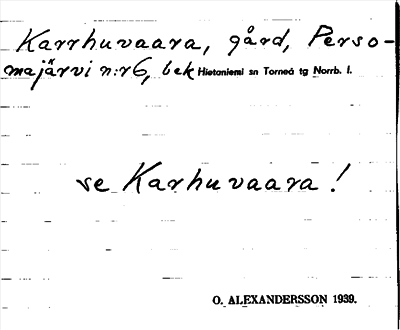 Karrhuvaara, gård, Perso-
majärvi n:r6, bek Hietaniemi sn Torneå tg Norrb. l.
se Karhuvaara!
O. ALEXANDERSSON 1939.